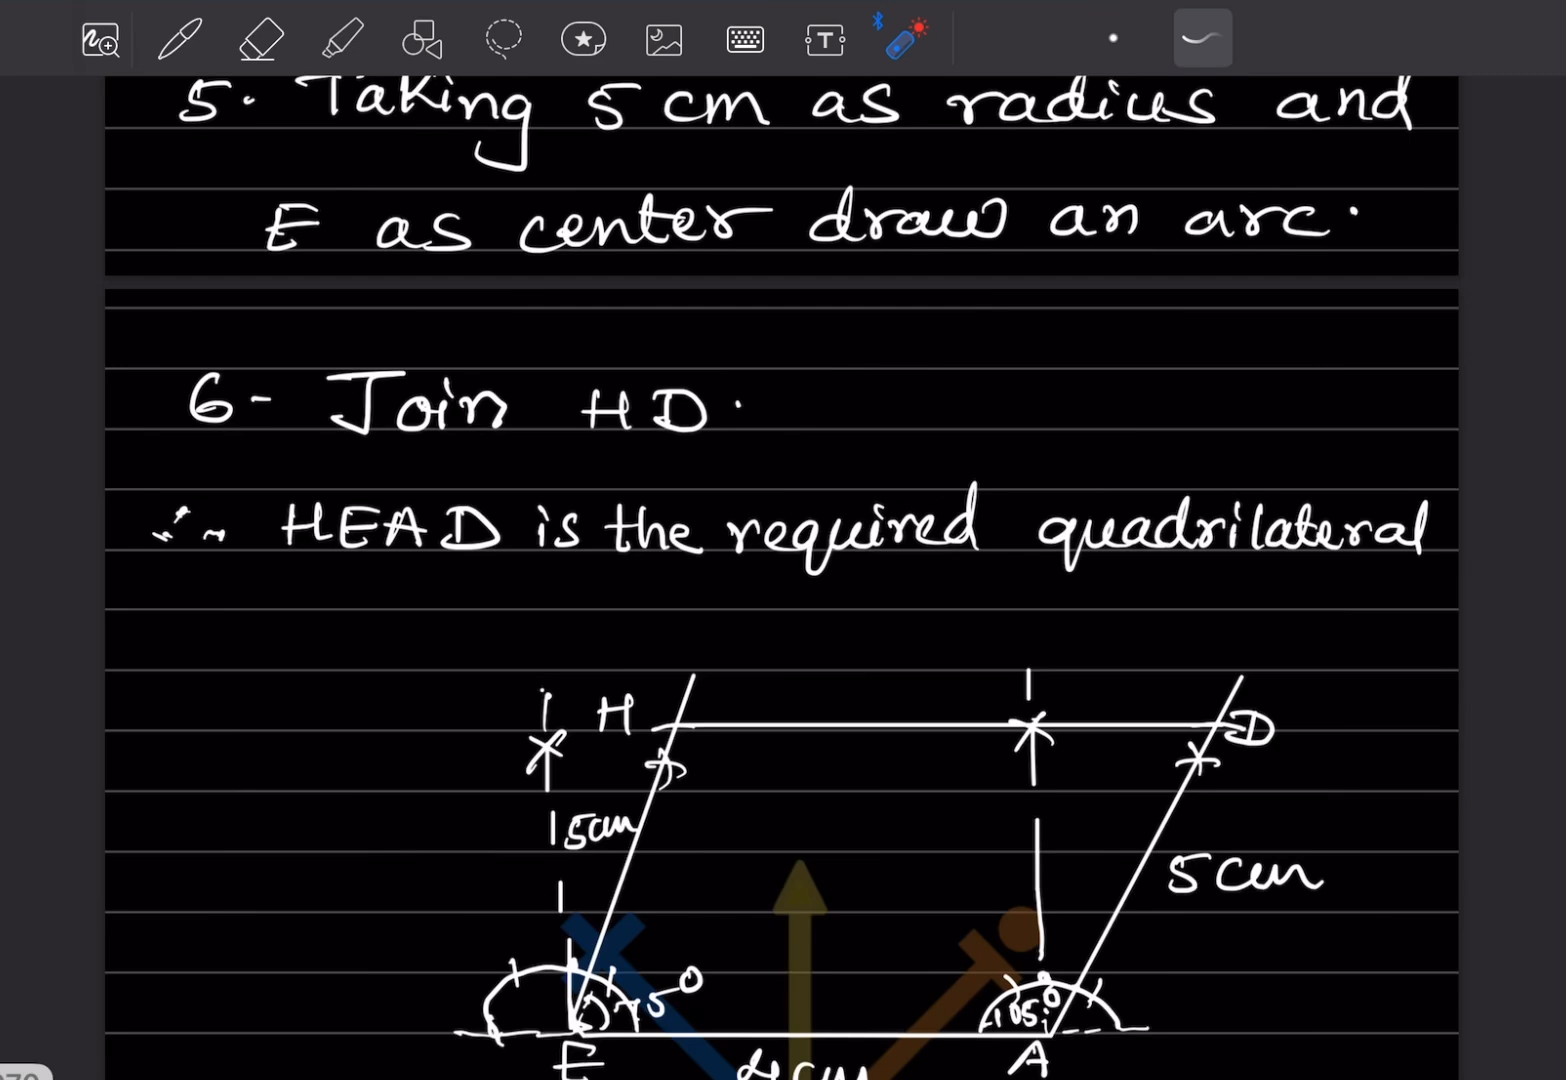 5. Taking 5 cm as radius and
E as center draw an arc.
6- Join HD.
∴ HEAD is the required quadrilateral
H
D
5cm
5cm
75°
105°
E
A